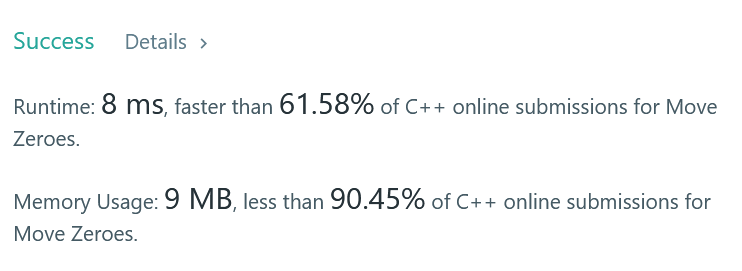 Success Details >
Runtime: 8 ms, faster than 61.58% of C++ online submissions for Move
Zeroes.
Memory Usage: 9 MB, less than 90.45% of C++ online submissions for
Move Zeroes.